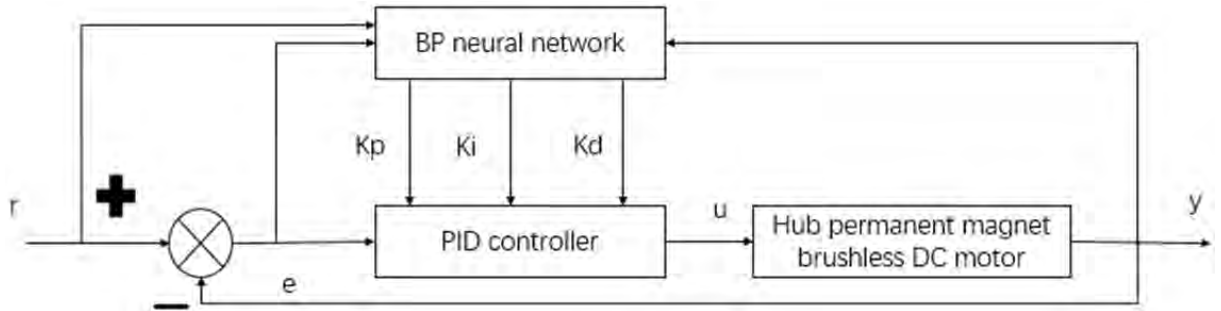 BP neural network
Kp
Ki
Kd
r
PID controller
u
Hub permanent magnet
brushless DC motor
y
e